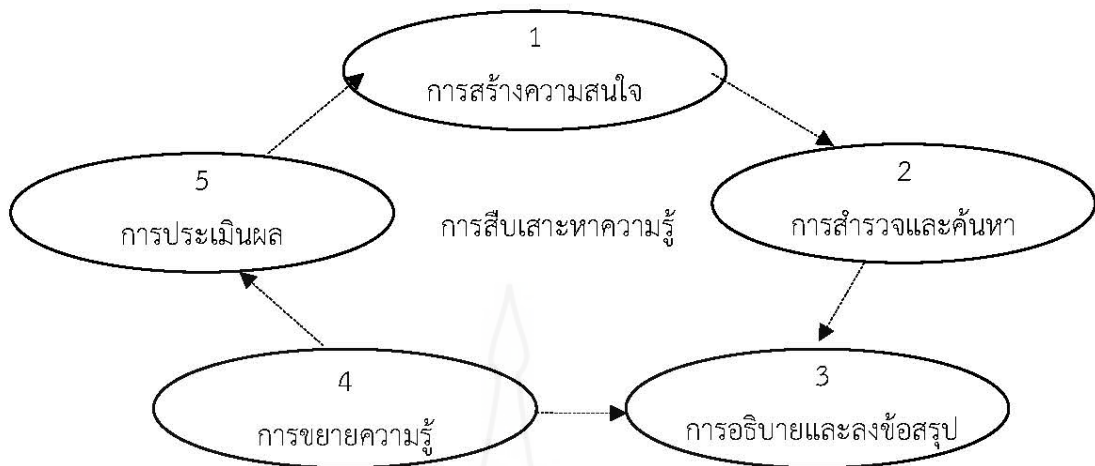 1
การสร้างความสนใจ
2
การสำรวจและค้นหา
3
การอธิบายและลงข้อสรุป
4
การขยายความรู้
5
การประเมินผล
การสืบเสาะหาความรู้